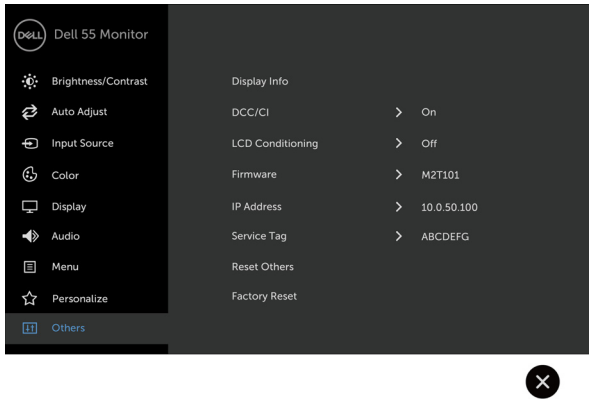 DELL Dell 55 Monitor
Brightness/Contrast
Auto Adjust
Input Source
Color
Display
Audio
Menu
Personalize
Others
Display Info
DCC/CI > On
LCD Conditioning > Off
Firmware > M2T101
IP Address > 10.0.50.100
Service Tag > ABCDEFG
Reset Others
Factory Reset